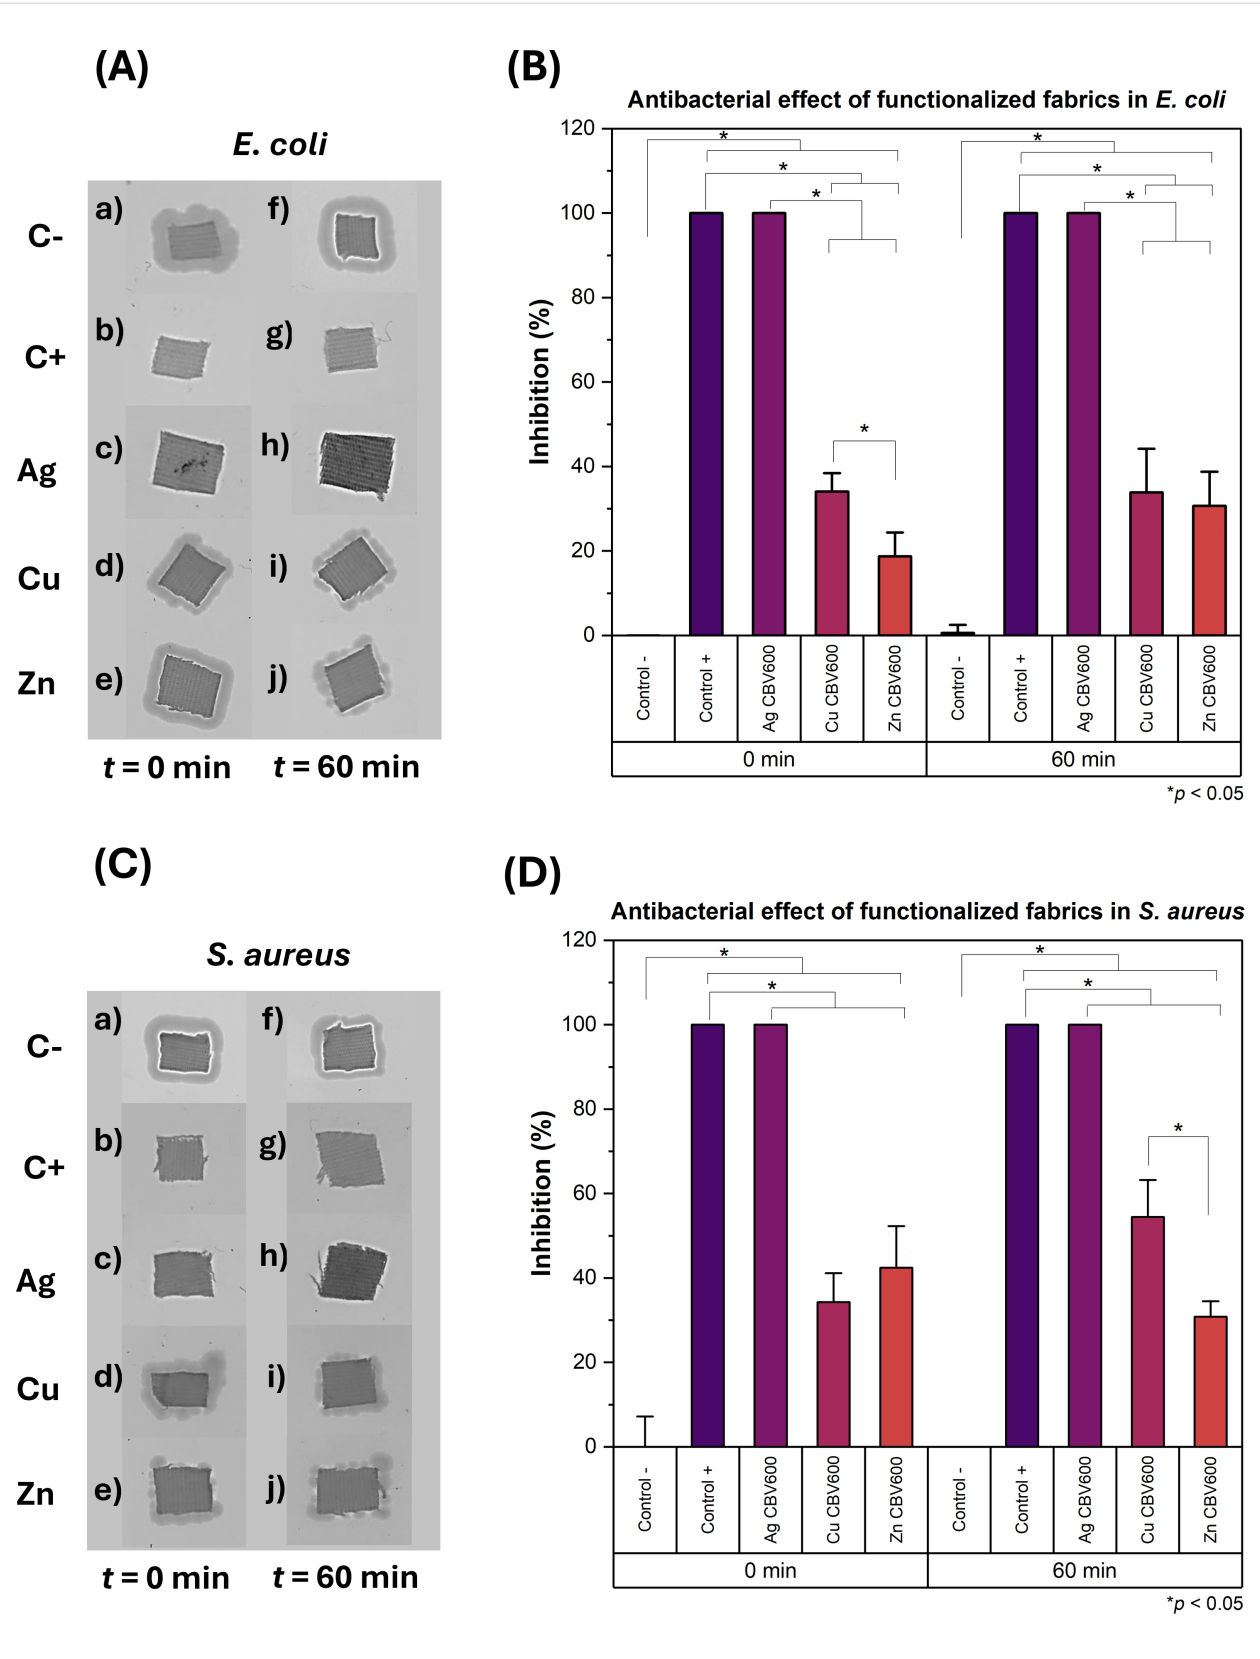 (A)
E. coli
C-
a)
f)
C+
b)
g)
Ag
c)
h)
Cu
d)
i)
Zn
e)
j)
t = 0 min
t = 60 min
(B)
Antibacterial effect of functionalized fabrics in E. coli
Inhibition (%)
120
100
80
60
40
20
0
*
*
*
*
*
*
*
Control -
Control +
Ag CBV600
Cu CBV600
Zn CBV600
Control -
Control +
Ag CBV600
Cu CBV600
Zn CBV600
0 min
60 min
*p < 0.05
(C)
S. aureus
C-
a)
f)
C+
b)
g)
Ag
c)
h)
Cu
d)
i)
Zn
e)
j)
t = 0 min
t = 60 min
(D)
Antibacterial effect of functionalized fabrics in S. aureus
Inhibition (%)
120
100
80
60
40
20
0
*
*
*
*
*
Control -
Control +
Ag CBV600
Cu CBV600
Zn CBV600
Control -
Control +
Ag CBV600
Cu CBV600
Zn CBV600
0 min
60 min
*p < 0.05